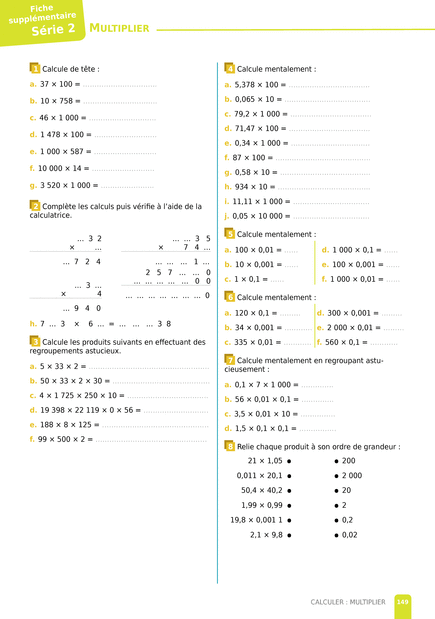 Fiche
supplémentaire
Série 2
MULTIPLIER
1 Calcule de tête :
a. 37 × 100 = ..............................
b. 10 × 758 = ..............................
c. 46 × 1 000 = ...........................
d. 1 478 × 100 = .........................
e. 1 000 × 587 = .........................
f. 10 000 × 14 = ..........................
g. 3 520 × 1 000 = .....................
2 Complète les calculs puis vérifie à l'aide de la
calculatrice.
... 3 2
× ...
... 7 2 4
... 3 ...
× 4
... 9 4 0
... ... 3 5
× 7 4 ...
... ... ... 1 ...
2 5 7 ... ... 0
... ... ... ... 0 0
... ... ... ... ... ... 0
h. 7 ... 3 × 6 ... = ... ... ... 3 8
3 Calcule les produits suivants en effectuant des
regroupements astucieux.
a. 5 × 33 × 2 = ................................................
b. 50 × 33 × 2 × 30 = .......................................
c. 4 × 1 725 × 250 × 10 = .................................
d. 19 398 × 22 119 × 0 × 56 = ..........................
e. 188 × 8 × 125 = ...........................................
f. 99 × 500 × 2 = .............................................
4 Calcule mentalement :
a. 5,378 × 100 = .................................
b. 0,065 × 10 = ...................................
c. 79,2 × 1 000 = ................................
d. 71,47 × 100 = .................................
e. 0,34 × 1 000 = ................................
f. 87 × 100 = ......................................
g. 0,58 × 10 = .....................................
h. 934 × 10 = ......................................
i. 11,11 × 1 000 = ...............................
j. 0,05 × 10 000 = ...............................
5 Calcule mentalement :
a. 100 × 0,01 = ...... d. 1 000 × 0,1 = ......
b. 10 × 0,001 = ...... e. 100 × 0,001 = ......
c. 1 × 0,1 = ...... f. 1 000 × 0,01 = ......
6 Calcule mentalement :
a. 120 × 0,1 = ......... d. 300 × 0,001 = .........
b. 34 × 0,001 = ........... e. 2 000 × 0,01 = .........
c. 335 × 0,01 = ........... f. 560 × 0,1 = ...........
7 Calcule mentalement en regroupant astu-
cieusement :
a. 0,1 × 7 × 1 000 = .............
b. 56 × 0,01 × 0,1 = ..............
c. 3,5 × 0,01 × 10 = ..............
d. 1,5 × 0,1 × 0,1 = ...............
8 Relie chaque produit à son ordre de grandeur :
21 × 1,05 ● ● 200
0,011 × 20,1 ● ● 2 000
50,4 × 40,2 ● ● 20
1,99 × 0,99 ● ● 2
19,8 × 0,001 1 ● ● 0,2
2,1 × 9,8 ● ● 0,02
CALCULER : MULTIPLIER 149